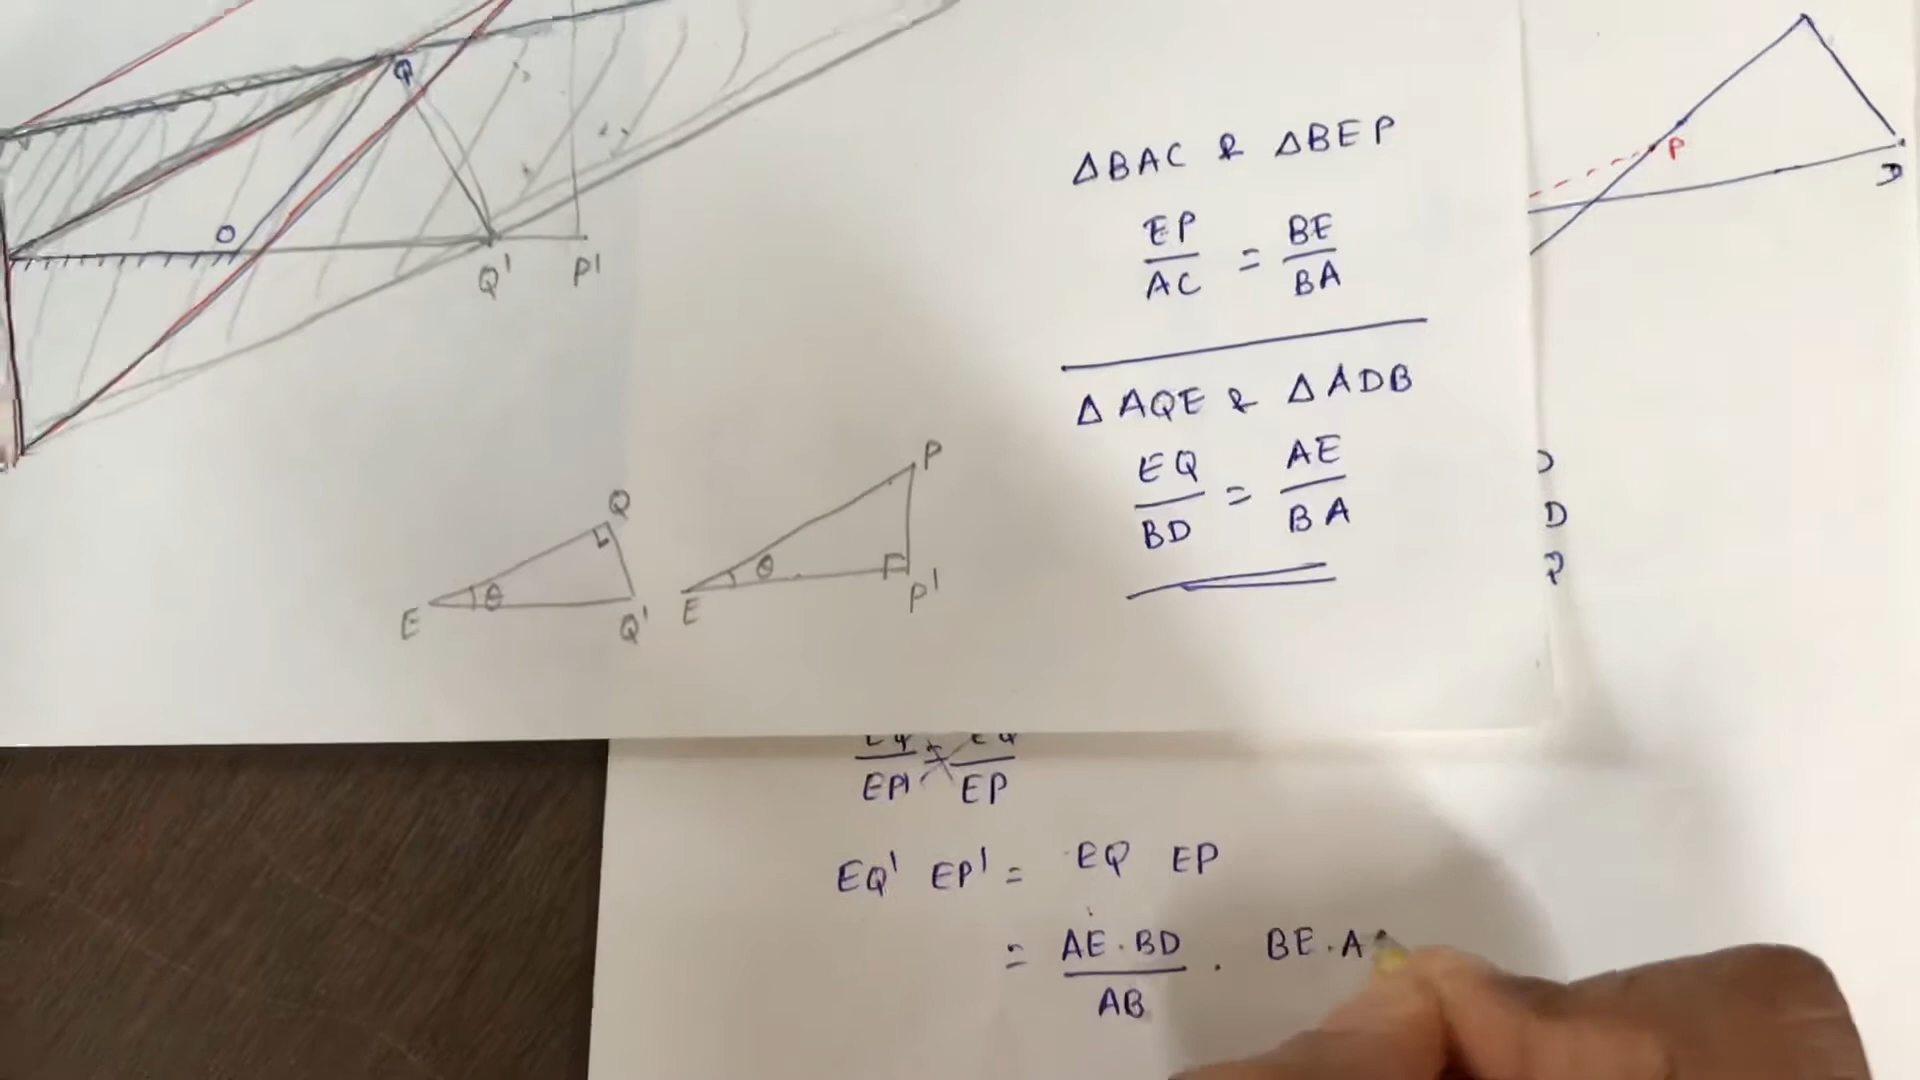 Q
O
Q' P'
P
D
ΔBAC & ΔBEP
EP/AC = BE/BA
ΔAQE & ΔADB
EQ/BD = AE/BA
Q
θ
E Q'
P
θ
E P'
D
EP' EP
EQ' EP' = EQ EP
= AE.BD/AB . BE.A